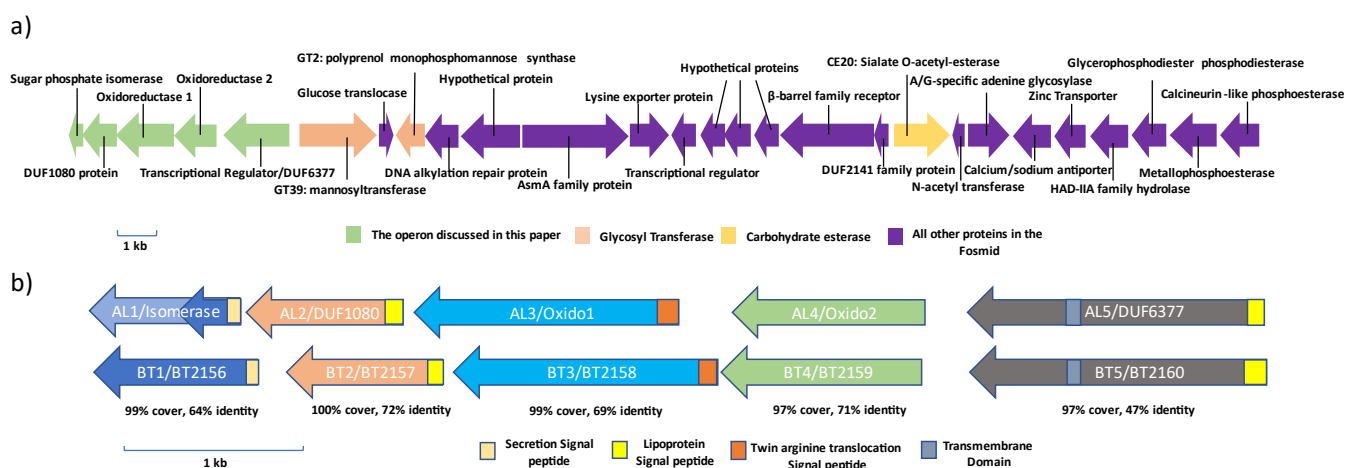 a)
GT2: polyprenol monophosphomannose synthase
CE20: Sialate O-acetyl-esterase
Glycerophosphodiester phosphodiesterase
Sugar phosphate isomerase
Oxidoreductase 2
Hypothetical protein
Hypothetical proteins
A/G-specific adenine glycosylase
Oxidoreductase 1
Glucose translocase
Lysine exporter protein
β-barrel family receptor
Zinc Transporter
Calcineurin-like phosphoesterase
DUF1080 protein
Transcriptional Regulator/DUF6377
GT39: mannosyltransferase
DNA alkylation repair protein
AsmA family protein
Transcriptional regulator
DUF2141 family protein
N-acetyl transferase
Calcium/sodium antiporter
HAD-IIA family hydrolase
Metallophosphoesterase
1 kb
The operon discussed in this paper
Glycosyl Transferase
Carbohydrate esterase
All other proteins in the
Fosmid
b)
AL1/Isomerase
AL2/DUF1080
AL3/Oxido1
AL4/Oxido2
AL5/DUF6377
BT1/BT2156
BT2/BT2157
BT3/BT2158
BT4/BT2159
BT5/BT2160
99% cover, 64% identity
100% cover, 72% identity
99% cover, 69% identity
97% cover, 71% identity
97% cover, 47% identity
1 kb
Secretion Signal
peptide
Lipoprotein
Signal peptide
Twin arginine translocation
Signal peptide
Transmembrane
Domain